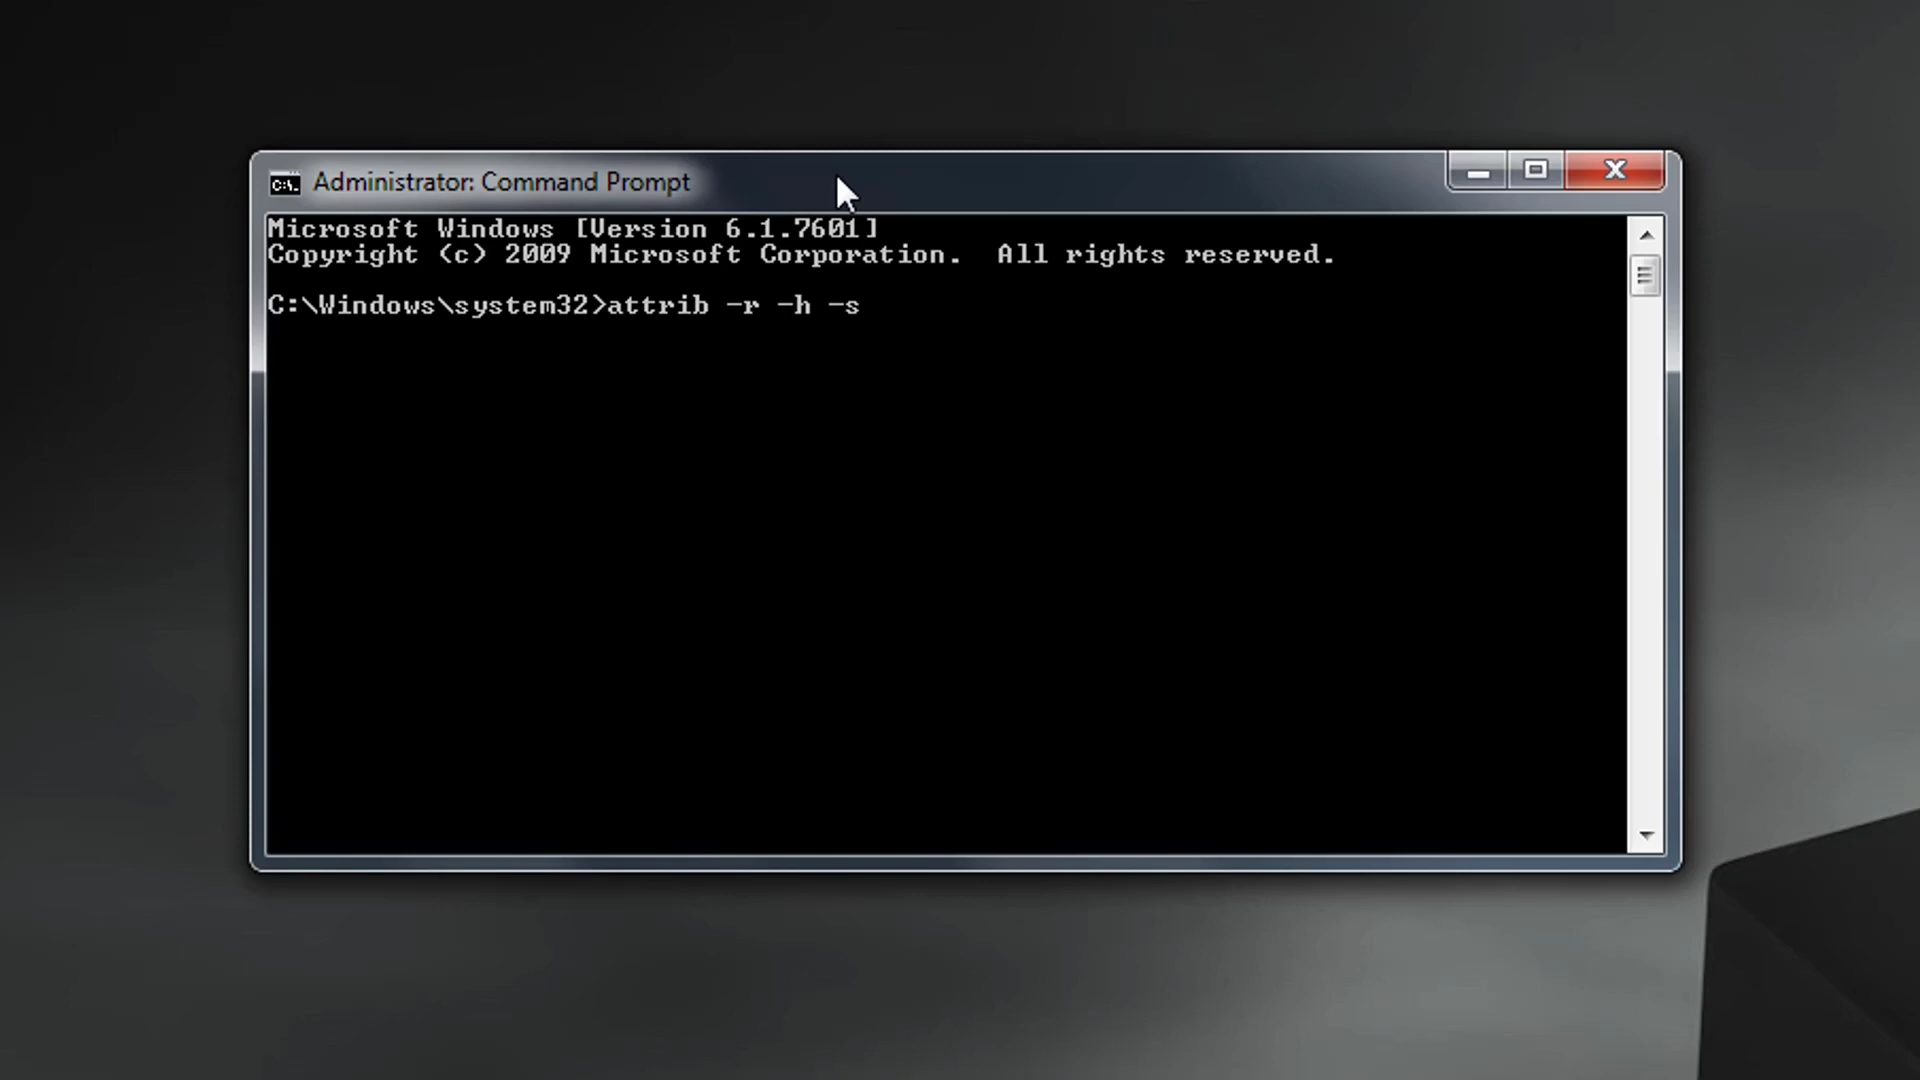 Administrator: Command Prompt
Microsoft Windows [Version 6.1.7601]
Copyright (c) 2009 Microsoft Corporation.  All rights reserved.
C:\Windows\system32>attrib -r -h -s